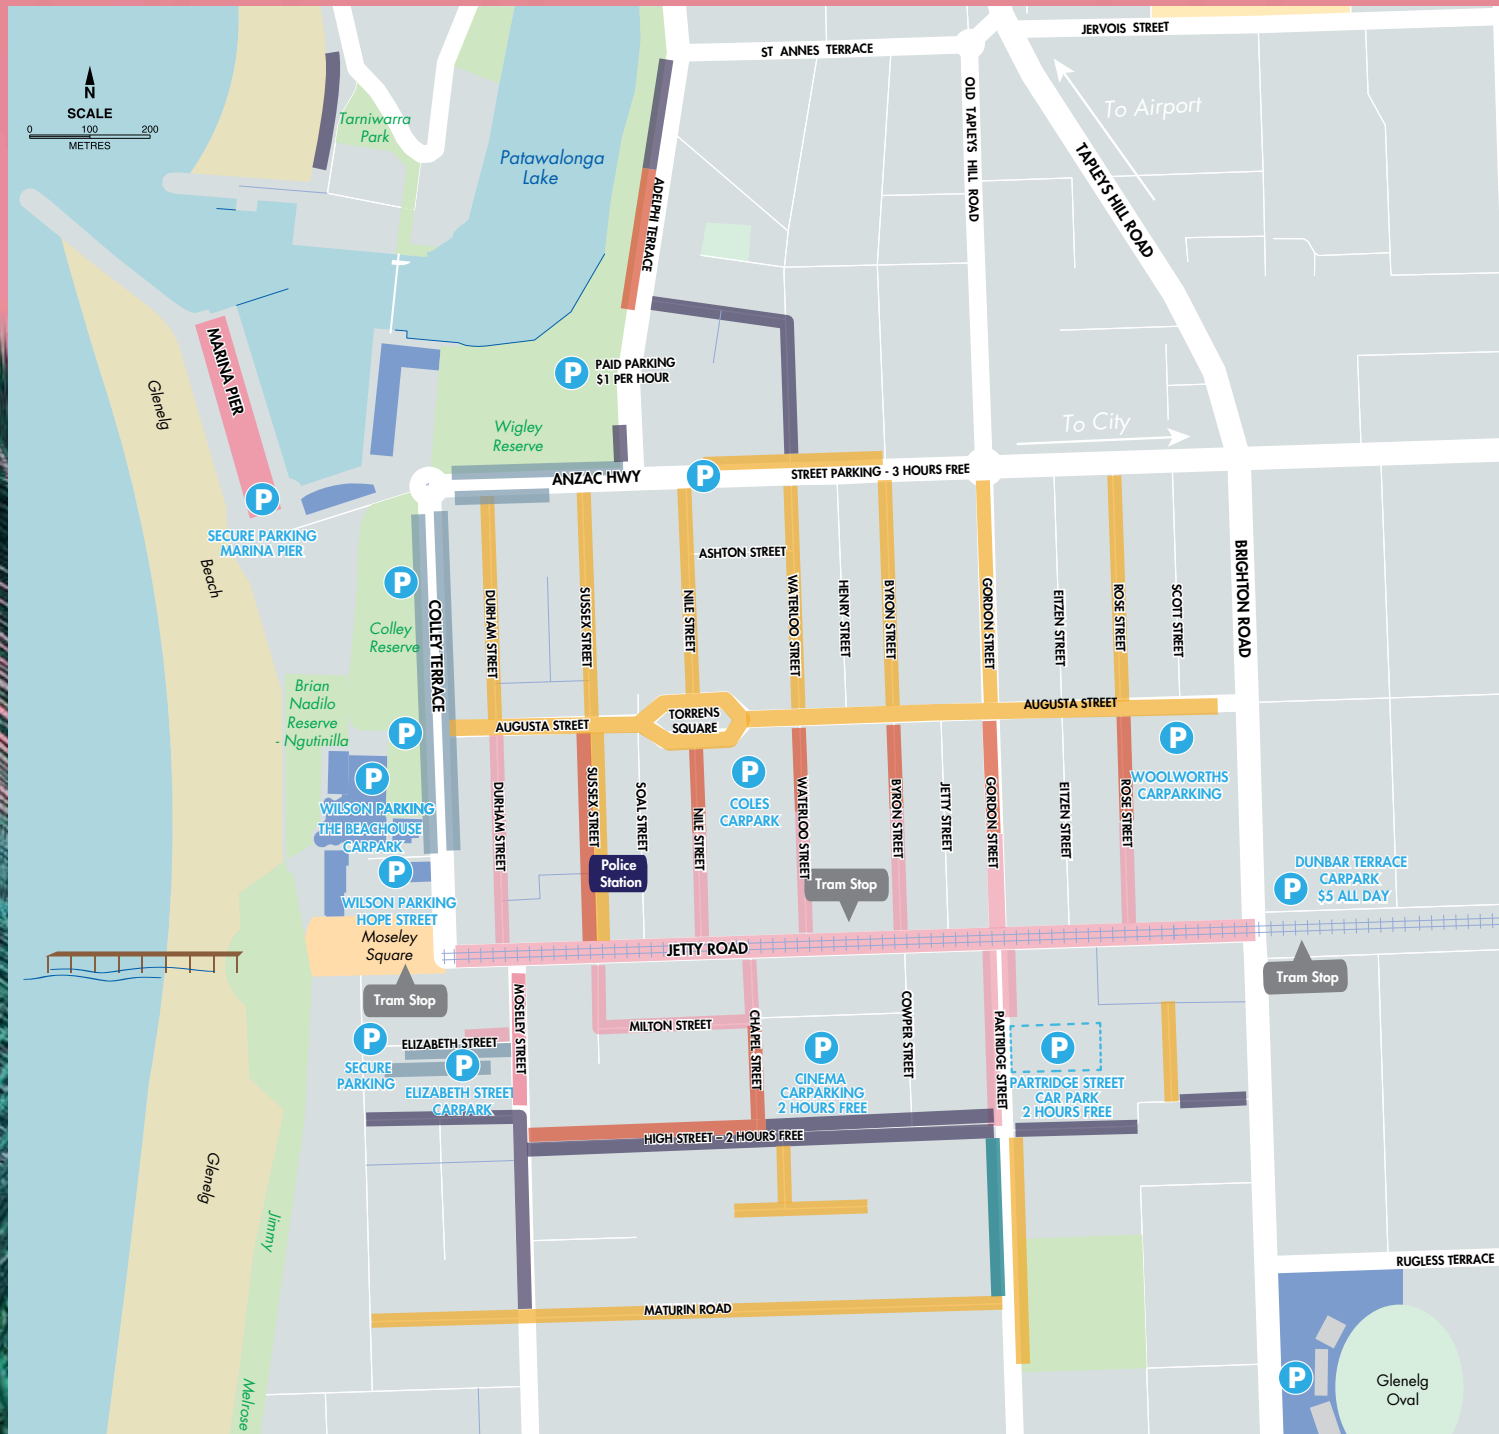 JERVOIS STREET
ST ANNES TERRACE
N
SCALE
0 100 200
METRES
Tarniwarra
Park
Patawalonga
Lake
OLD TAPLEYS HILL ROAD
To Airport
TAPLEYS HILL ROAD
ADELPHI TERRACE
MARINA PIER
Glenelg
Beach
P
PAID PARKING
$1 PER HOUR
Wigley
Reserve
To City
ANZAC HWY
P
STREET PARKING - 3 HOURS FREE
P
SECURE PARKING
MARINA PIER
P
Colley
Reserve
COLLEY TERRACE
DURHAM STREET
SUSSEX STREET
NILE STREET
ASHTON STREET
WATERLOO STREET
HENRY STREET
BYRON STREET
GORDON STREET
EITZEN STREET
ROSE STREET
SCOTT STREET
BRIGHTON ROAD
Brian
Nadilo
Reserve
- Ngutinilla
P
AUGUSTA STREET
TORRENS
SQUARE
AUGUSTA STREET
P
WILSON PARKING
THE BEACHOUSE
CARPARK
P
WILSON PARKING
HOPE STREET
DURHAM STREET
SUSSEX STREET
SOAL STREET
NILE STREET
P
COLES
CARPARK
WATERLOO STREET
BYRON STREET
JETTY STREET
GORDON STREET
EITZEN STREET
ROSE STREET
P
WOOLWORTHS
CARPARKING
Police
Station
Tram Stop
P
DUNBAR TERRACE
CARPARK
$5 ALL DAY
Moseley
Square
JETTY ROAD
Tram Stop
Tram Stop
MOSELEY STREET
P
SECURE
PARKING
ELIZABETH STREET
P
ELIZABETH STREET
CARPARK
MILTON STREET
CHAPEL STREET
COWPER STREET
PARTRIDGE STREET
P
CINEMA
CARPARKING
2 HOURS FREE
P
PARTRIDGE STREET
CAR PARK
2 HOURS FREE
HIGH STREET – 2 HOURS FREE
Glenelg
Jimmy
Melrose
MATURIN ROAD
RUGLESS TERRACE
P
Glenelg
Oval